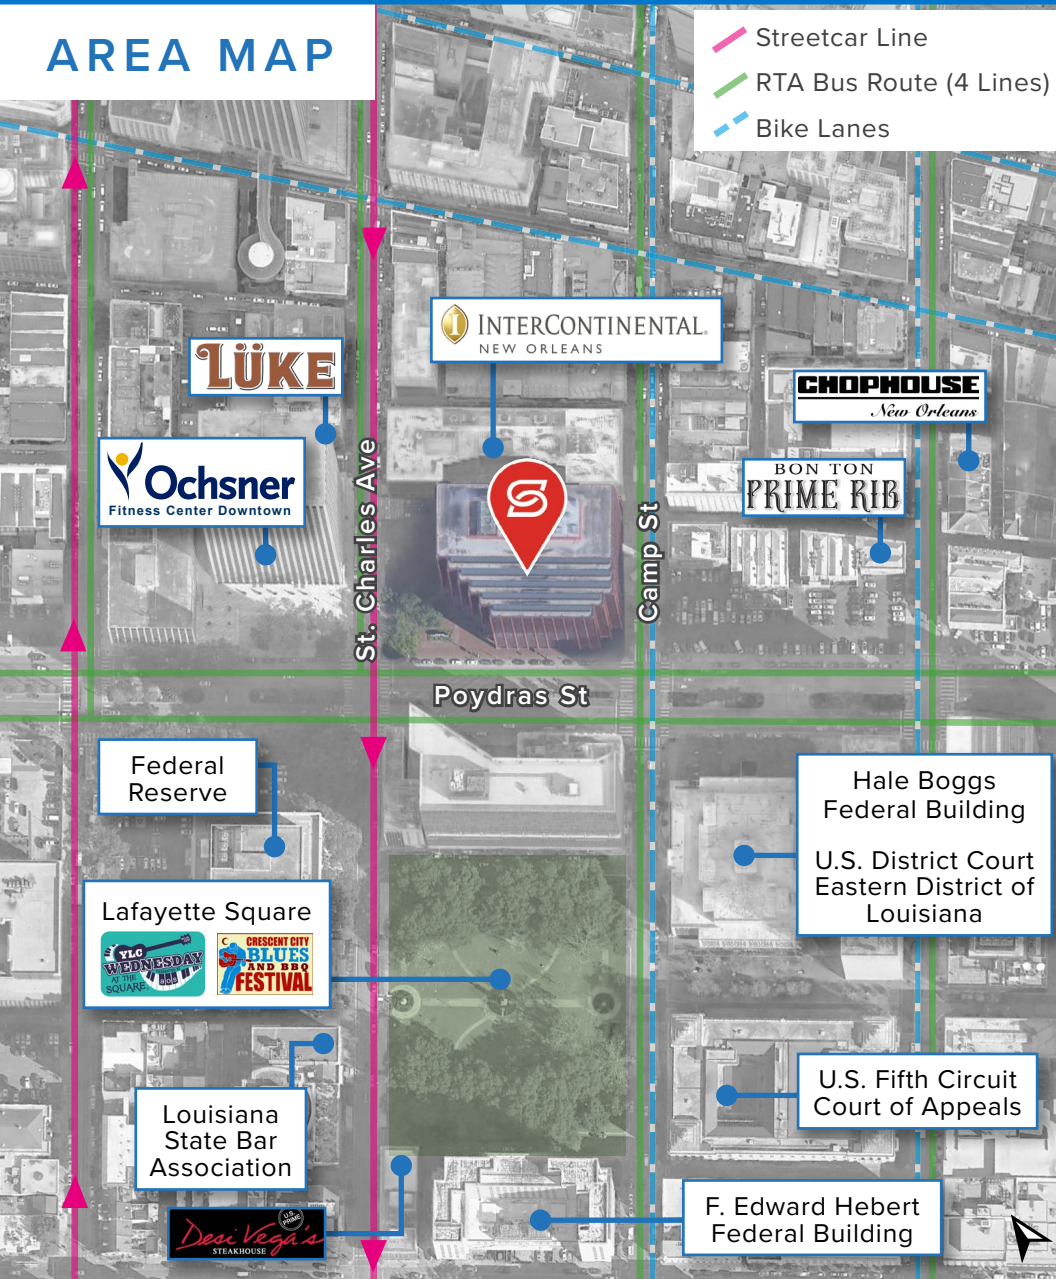 AREA MAP
Streetcar Line
RTA Bus Route (4 Lines)
Bike Lanes
INTERCONTINENTAL
NEW ORLEANS
LÜKE
CHOPHOUSE
New Orleans
Ochsner
Fitness Center Downtown
BON TON
PRIME RIB
St. Charles Ave
Camp St
Poydras St
Federal
Reserve
Hale Boggs
Federal Building
U.S. District Court
Eastern District of
Louisiana
Lafayette Square
YLC
WEDNESDAY
AT THE
SQUARE
CRESCENT CITY
BLUES
AND BBQ
FESTIVAL
U.S. Fifth Circuit
Court of Appeals
Louisiana
State Bar
Association
F. Edward Hebert
Federal Building
U.S.
PRIME
Desi Vega's
STEAKHOUSE